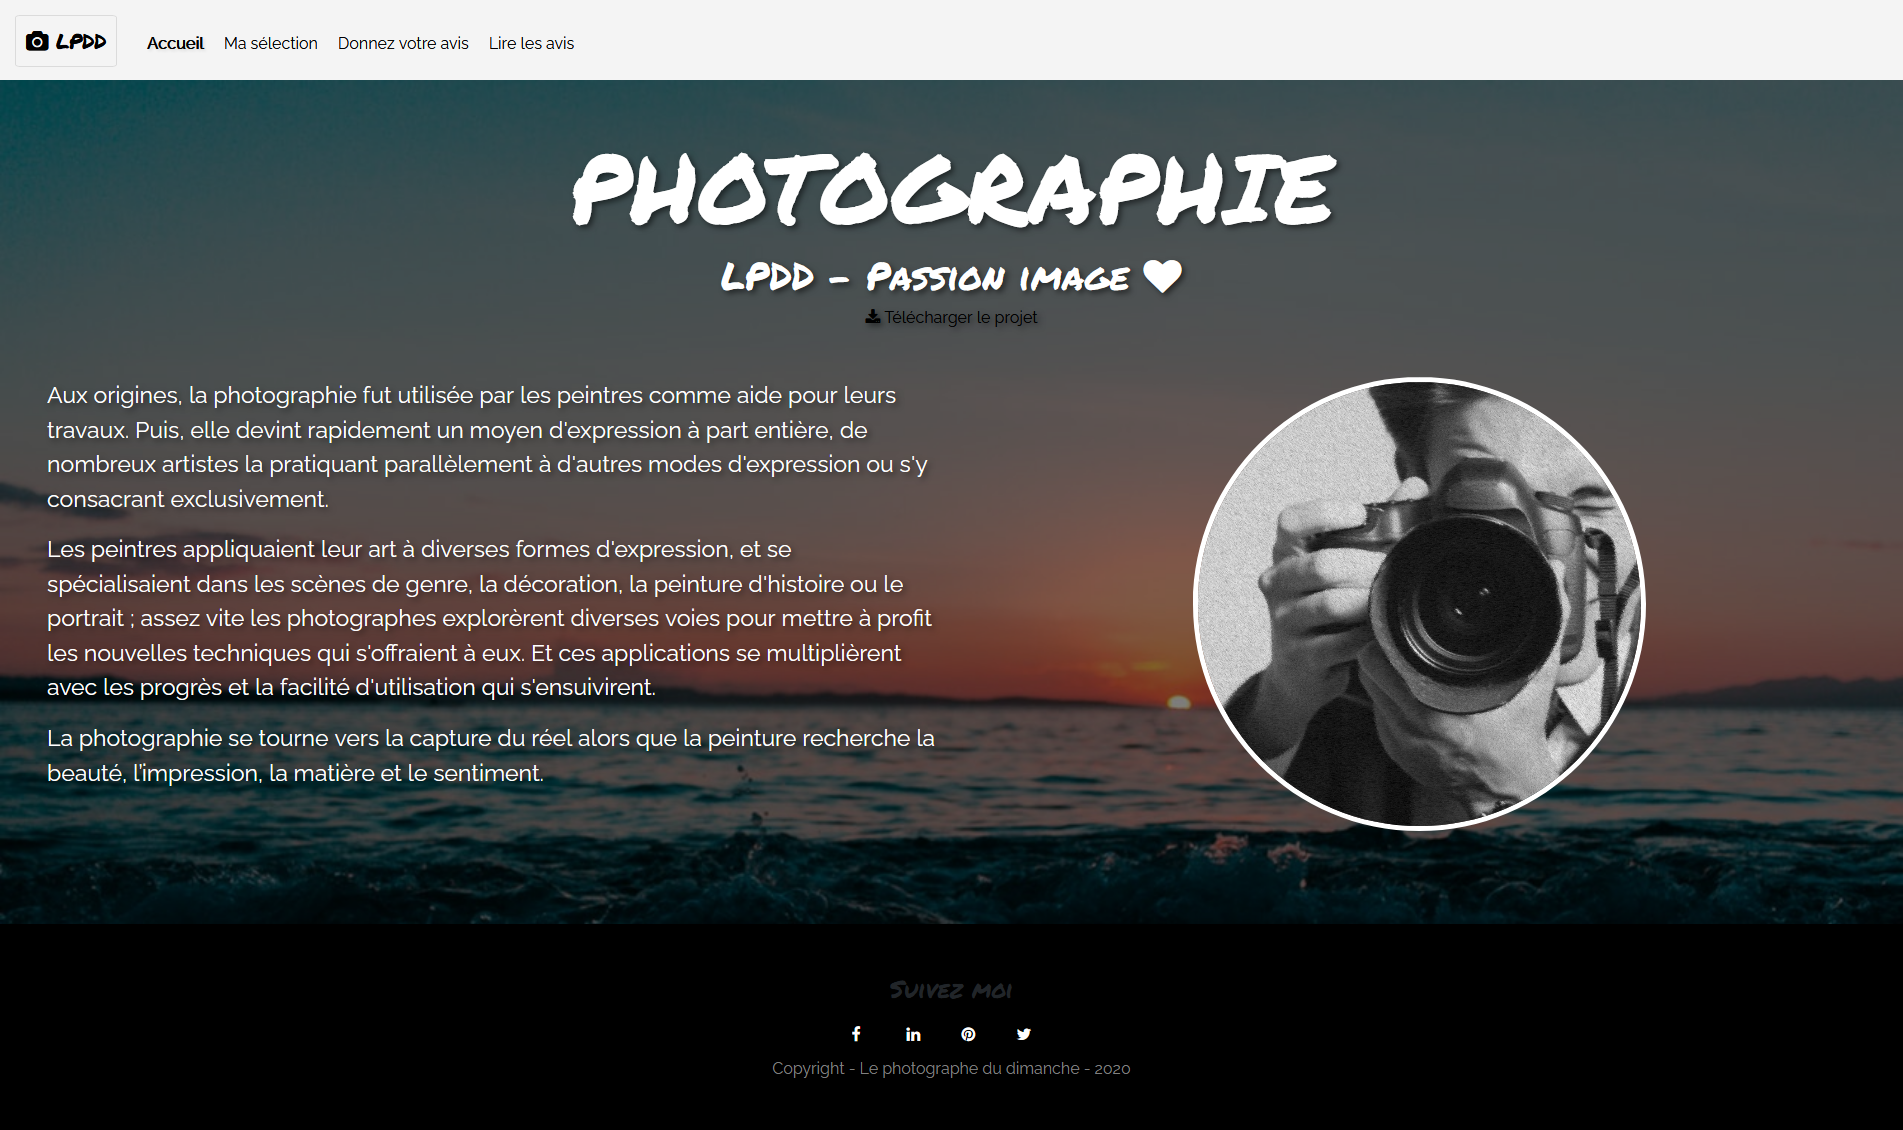 LPDD
Accueil Ma sélection Donnez votre avis Lire les avis
PHOTOGRAPHIE
LPDD - Passion image
Télécharger le projet
Aux origines, la photographie fut utilisée par les peintres comme aide pour leurs
travaux. Puis, elle devint rapidement un moyen d'expression à part entière, de
nombreux artistes la pratiquant parallèlement à d'autres modes d'expression ou s'y
consacrant exclusivement.
Les peintres appliquaient leur art à diverses formes d'expression, et se
spécialisaient dans les scènes de genre, la décoration, la peinture d'histoire ou le
portrait ; assez vite les photographes explorèrent diverses voies pour mettre à profit
les nouvelles techniques qui s'offraient à eux. Et ces applications se multiplièrent
avec les progrès et la facilité d'utilisation qui s'ensuivirent.
La photographie se tourne vers la capture du réel alors que la peinture recherche la
beauté, l'impression, la matière et le sentiment.
Suivez moi
Copyright - Le photographe du dimanche - 2020